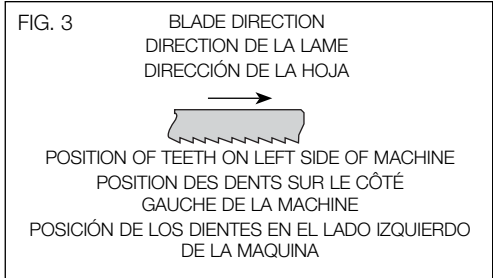 FIG. 3
BLADE DIRECTION
DIRECTION DE LA LAME
DIRECCIÓN DE LA HOJA
POSITION OF TEETH ON LEFT SIDE OF MACHINE
POSITION DES DENTS SUR LE CÔTÉ
GAUCHE DE LA MACHINE
POSICIÓN DE LOS DIENTES EN EL LADO IZQUIERDO
DE LA MAQUINA